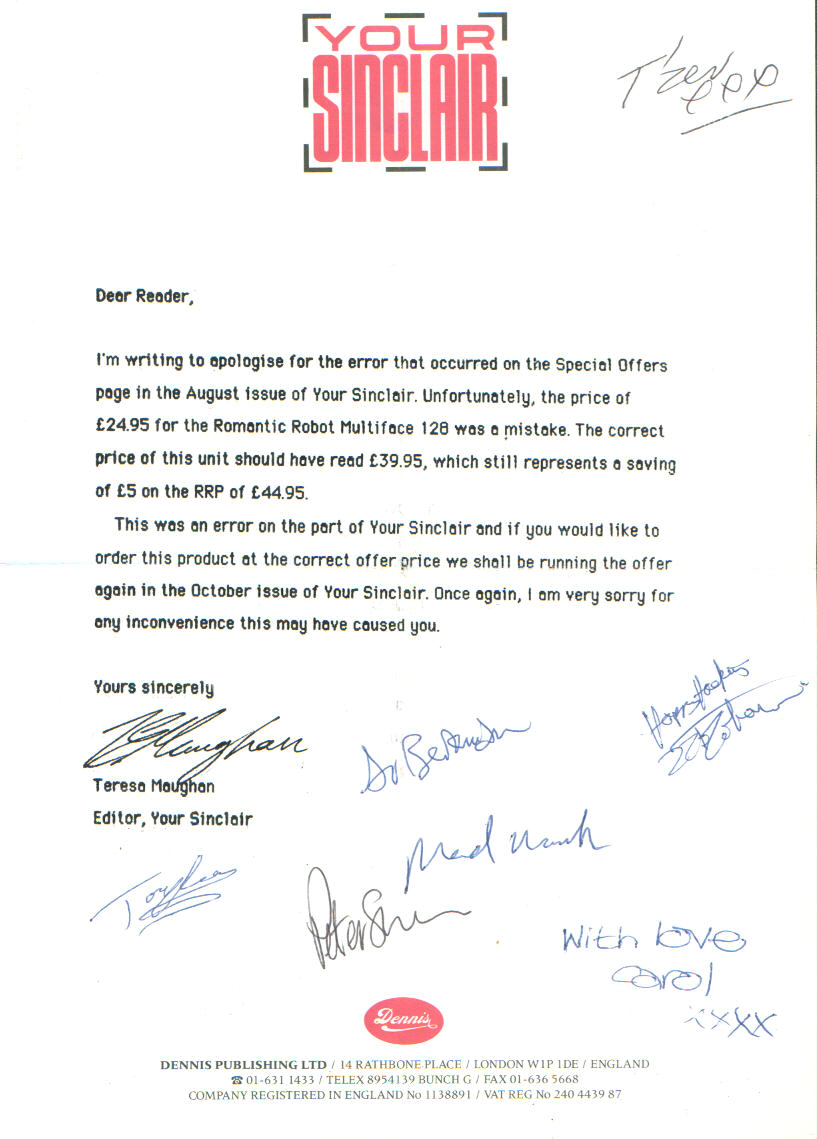 YOUR
SINCLAIR
T'zer xxx
Dear Reader,
I'm writing to apologise for the error that occurred on the Special Offers
page in the August issue of Your Sinclair. Unfortunately, the price of
£24.95 for the Romantic Robot Multiface 128 was a mistake. The correct
price of this unit should have read £39.95, which still represents a saving
of £5 on the RRP of £44.95.
This was an error on the part of Your Sinclair and if you would like to
order this product at the correct offer price we shall be running the offer
again in the October issue of Your Sinclair. Once again, I am very sorry for
any inconvenience this may have caused you.
Yours sincerely
TMaughan
Teresa Maughan
Editor, Your Sinclair
Dr Berkmann
Mad
Peter
With love
Carol
xxxx
Dennis
DENNIS PUBLISHING LTD / 14 RATHBONE PLACE / LONDON W1P 1DE / ENGLAND
☎ 01-631 1433 / TELEX 8954139 BUNCH G / FAX 01-636 5668
COMPANY REGISTERED IN ENGLAND No 1138891 / VAT REG No 240 4439 87